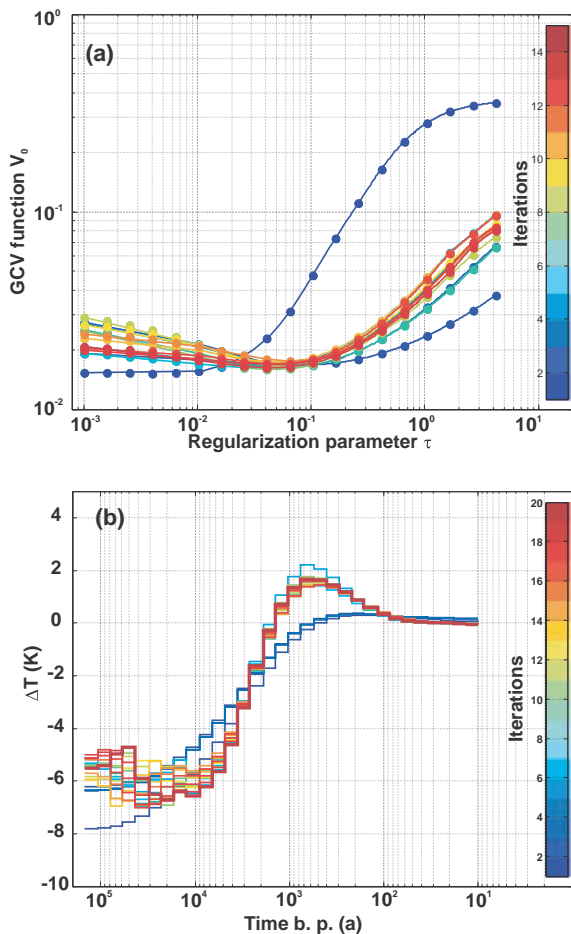 (a)
10⁰
10⁻¹
10⁻²
GCV function V₀
10⁻³ 10⁻² 10⁻¹ 10⁰ 10¹
Regularization parameter τ
14
12
10
8
6
4
2
Iterations
(b)
4
2
0
-2
-4
-6
-8
-10
ΔT (K)
10⁵ 10⁴ 10³ 10² 10¹
Time b. p. (a)
20
18
16
14
12
10
8
6
4
2
Iterations